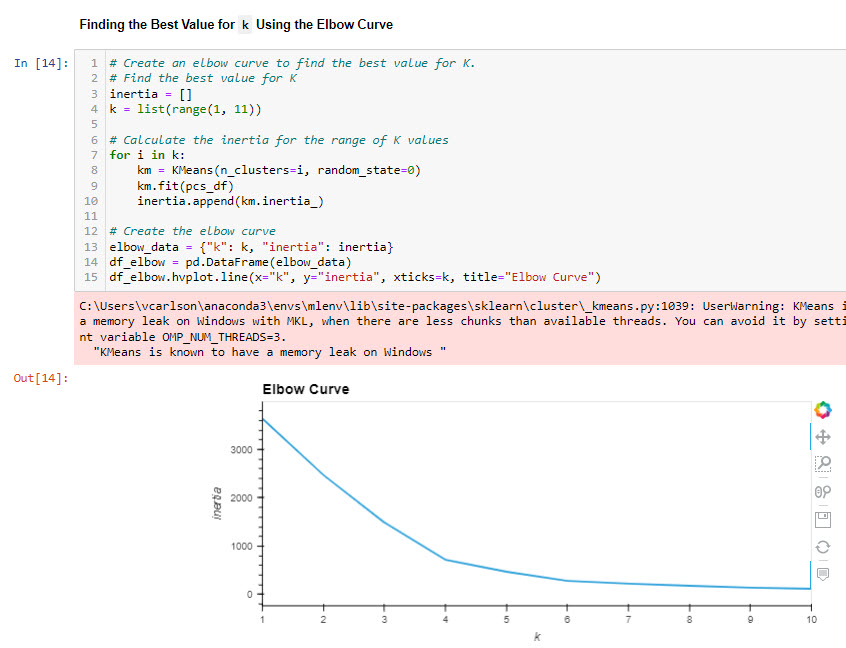 Finding the Best Value for k Using the Elbow Curve
In [14]:
1 # Create an elbow curve to find the best value for K.
2 # Find the best value for K
3 inertia = []
4 k = list(range(1, 11))
5
6 # Calculate the inertia for the range of K values
7 for i in k:
8 km = KMeans(n_clusters=i, random_state=0)
9 km.fit(pcs_df)
10 inertia.append(km.inertia_)
11
12 # Create the elbow curve
13 elbow_data = {"k": k, "inertia": inertia}
14 df_elbow = pd.DataFrame(elbow_data)
15 df_elbow.hvplot.line(x="k", y="inertia", xticks=k, title="Elbow Curve")
C:\Users\vcarlson\anaconda3\envs\mlenv\lib\site-packages\sklearn\cluster\_kmeans.py:1039: UserWarning: KMeans i
a memory leak on Windows with MKL, when there are less chunks than available threads. You can avoid it by setti
nt variable OMP_NUM_THREADS=3.
"KMeans is known to have a memory leak on Windows "
Out[14]:
Elbow Curve
3000
2000
1000
0
inertia
1 2 3 4 5 6 7 8 9 10
k